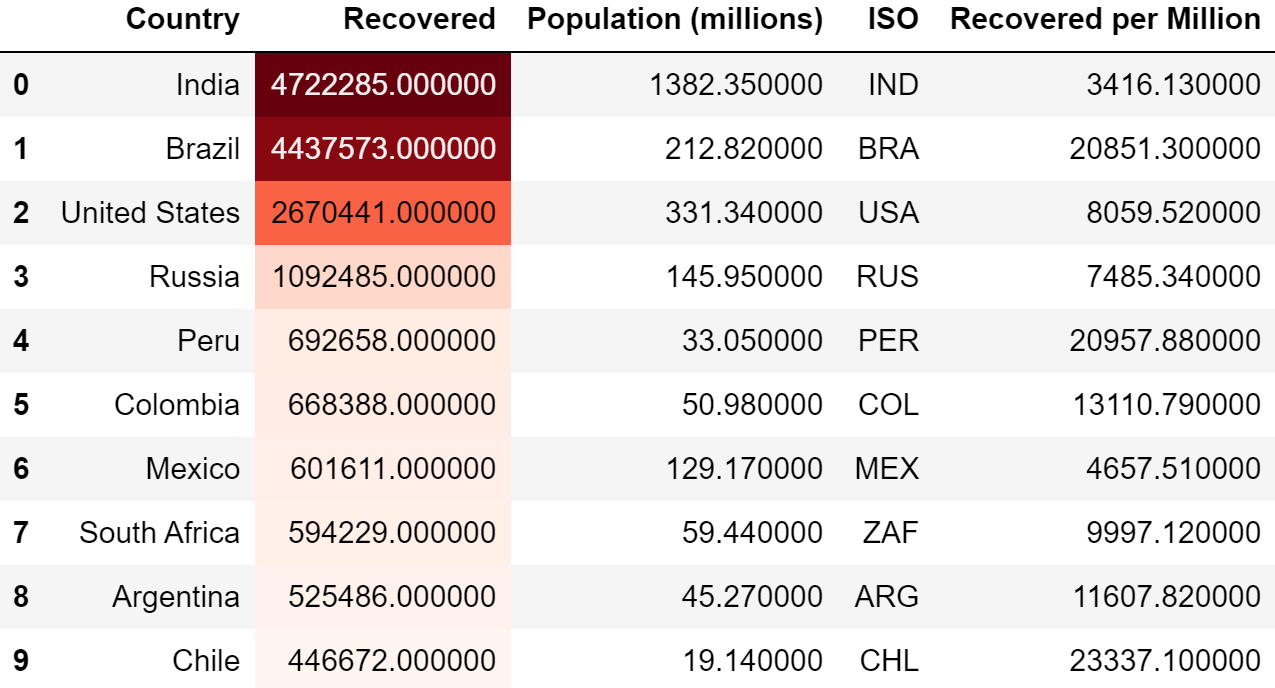 Country Recovered Population (millions) ISO Recovered per Million
0 India 4722285.000000 1382.350000 IND 3416.130000
1 Brazil 4437573.000000 212.820000 BRA 20851.300000
2 United States 2670441.000000 331.340000 USA 8059.520000
3 Russia 1092485.000000 145.950000 RUS 7485.340000
4 Peru 692658.000000 33.050000 PER 20957.880000
5 Colombia 668388.000000 50.980000 COL 13110.790000
6 Mexico 601611.000000 129.170000 MEX 4657.510000
7 South Africa 594229.000000 59.440000 ZAF 9997.120000
8 Argentina 525486.000000 45.270000 ARG 11607.820000
9 Chile 446672.000000 19.140000 CHL 23337.100000